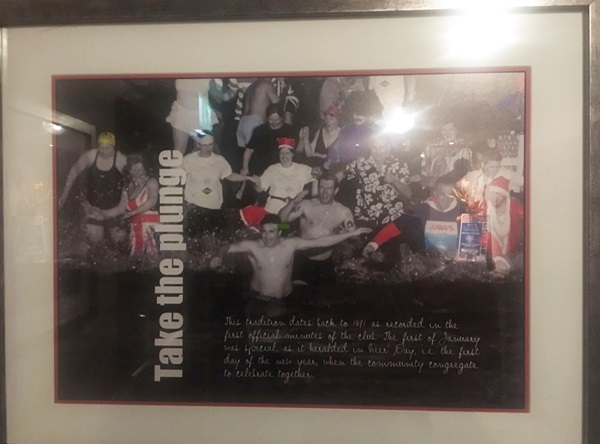 Take the plunge
This tradition dates back to 1891 as recorded in the
first official minutes of the club. The first of January
was special as it heralded in Neer Day, i.e. the first
day of the new year, when the community congregate
to celebrate together.